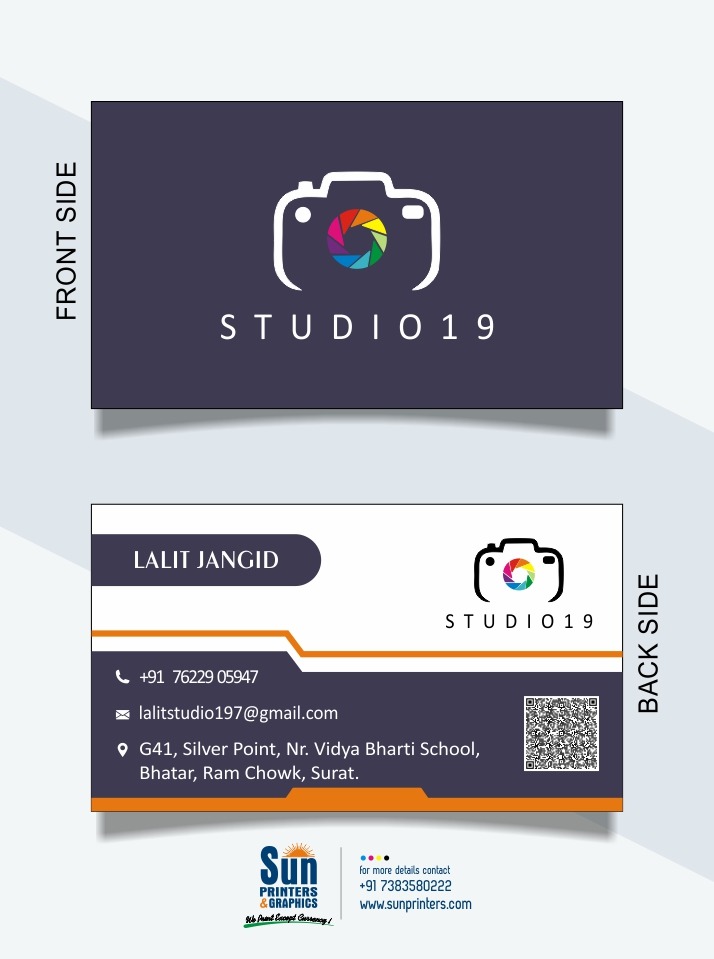 FRONT SIDE
STUDIO19
LALIT JANGID
STUDIO19
BACK SIDE
+91 76229 05947
lalitstudio197@gmail.com
G41, Silver Point, Nr. Vidya Bharti School,
Bhatar, Ram Chowk, Surat.
Sun
PRINTERS
&GRAPHICS
We Print Except Currency !
for more details contact
+91 7383580222
www.sunprinters.com